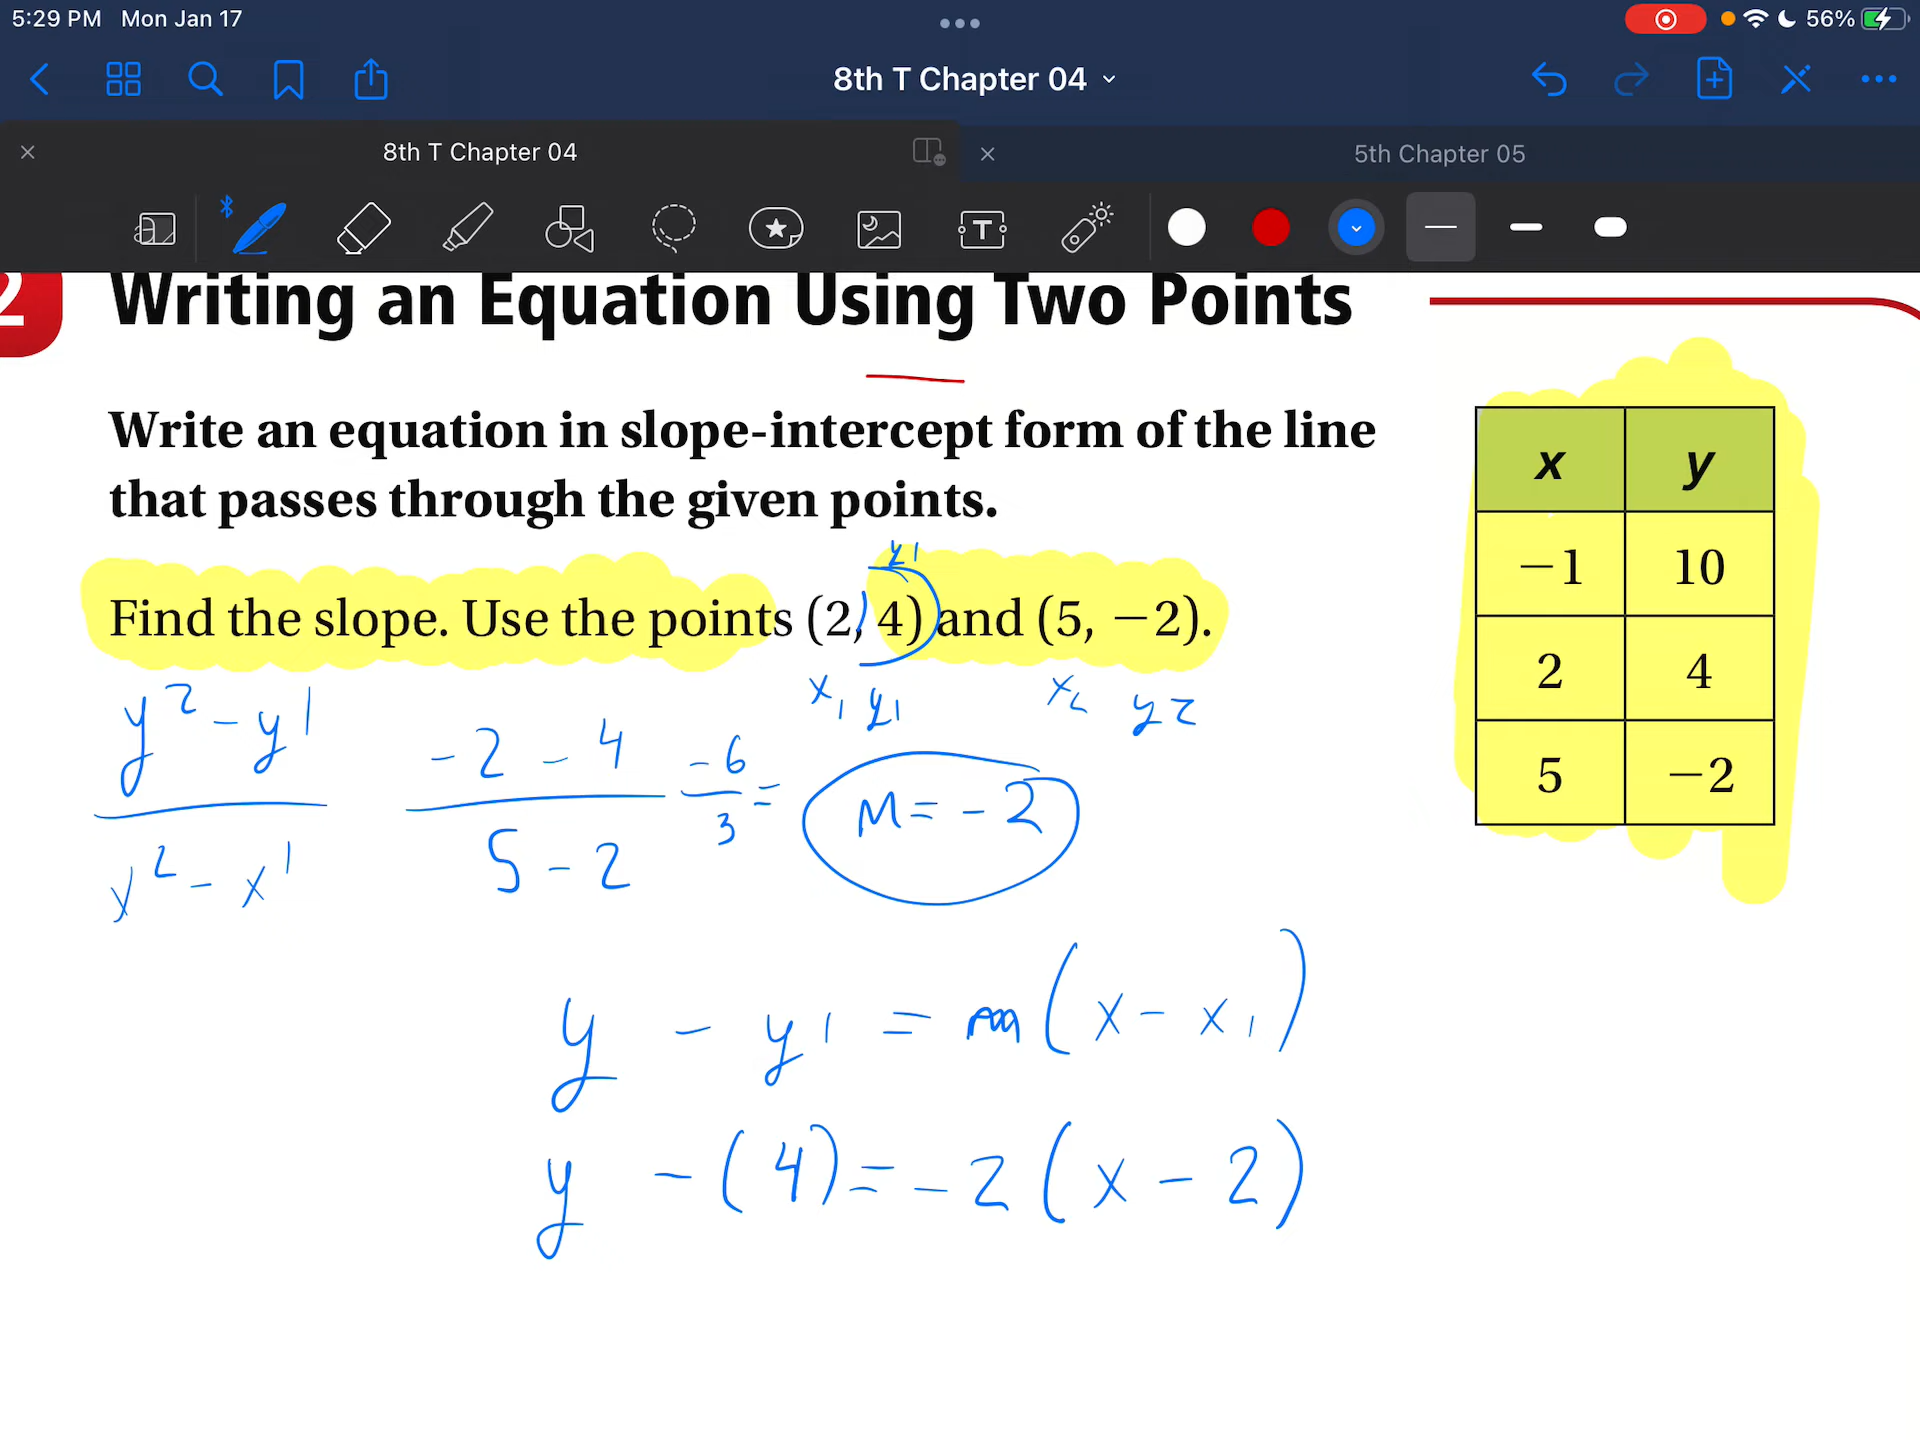 5:29 PM Mon Jan 17
56%
8th T Chapter 04
8th T Chapter 04
5th Chapter 05
2 Writing an Equation Using Two Points
Write an equation in slope-intercept form of the line
that passes through the given points.
x y
−1 10
2 4
5 −2
y1
Find the slope. Use the points (2, 4) and (5, −2).
x1 y1 x2 y2
y2 - y1
x2 - x1
-2 - 4
5 - 2
-6
3
=
M = -2
y - y1 = m(x - x1)
y - (4) = -2(x - 2)